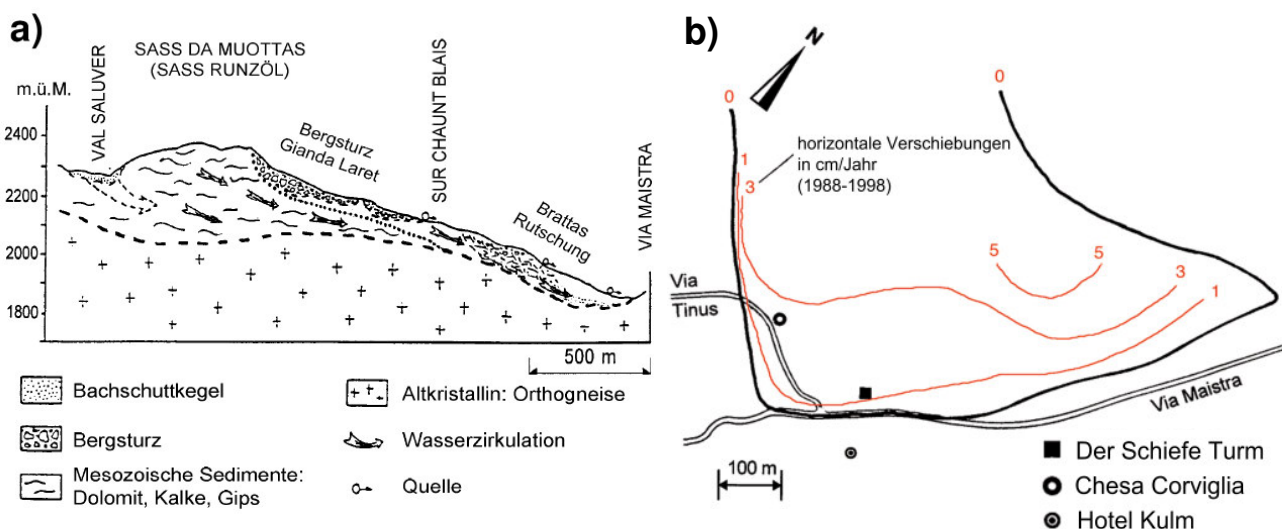 a)
SASS DA MUOTTAS
(SASS RUNZÖL)
m.ü.M.
VAL SALUVER
2400
2200
2000
1800
Bergsturz
Gianda Laret
SUR CHAUNT BLAIS
Brattas
Rutschung
VIA MAISTRA
500 m
Bachschuttkegel
Bergsturz
Mesozoische Sedimente:
Dolomit, Kalke, Gips
Altkristallin: Orthogneise
Wasserzirkulation
Quelle
b)
N
0
0
1
3
horizontale Verschiebungen
in cm/Jahr
(1988-1998)
5
5
3
1
Via
Tinus
Via Maistra
100 m
Der Schiefe Turm
Chesa Corviglia
Hotel Kulm